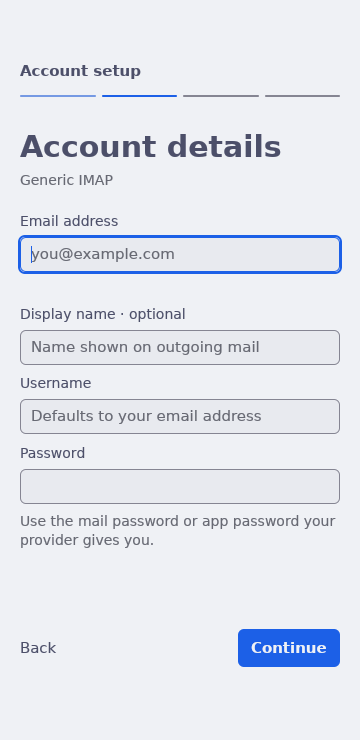 Account setup
Account details
Generic IMAP
Email address
you@example.com
Display name · optional
Name shown on outgoing mail
Username
Defaults to your email address
Password
Use the mail password or app password your
provider gives you.
Back
Continue